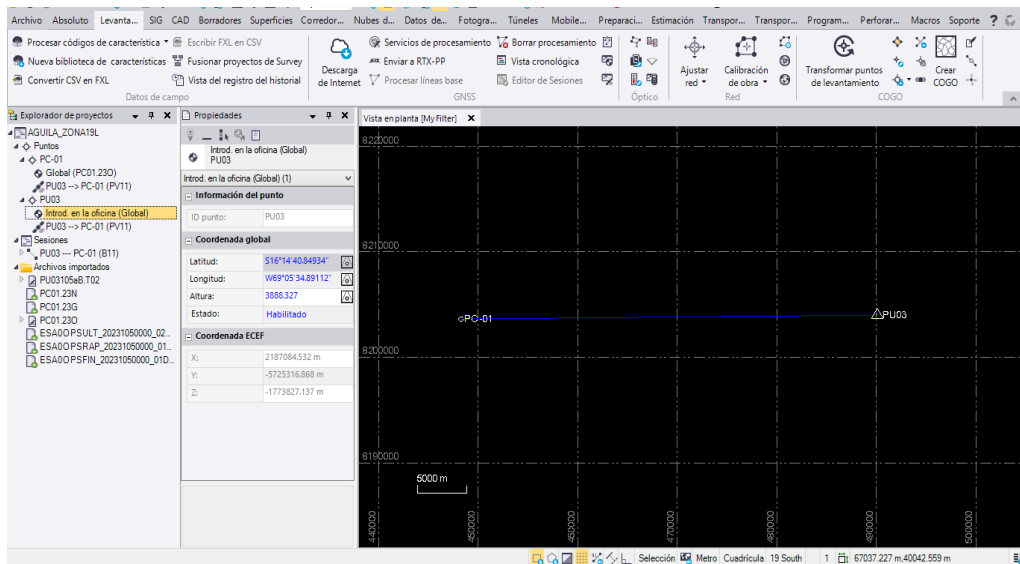 Archivo Absoluto Levanta... SIG CAD Borradores Superficies Corredor... Nubes d... Datos de... Fotogra... Túneles Mobile... Preparaci... Estimación Transpor... Transpor... Program... Perforar... Macros Soporte ?
Procesar códigos de característica Escribir FXL en CSV
Nueva biblioteca de características Fusionar proyectos de Survey
Convertir CSV en FXL Vista del registro del historial
Datos de campo
Descarga de Internet
Servicios de procesamiento Borrar procesamiento
Enviar a RTX-PP Vista cronológica
Procesar líneas base Editor de Sesiones
GNSS
Óptico
Ajustar red
Calibración de obra
Red
Transformar puntos de levantamiento
Crear COGO
COGO
Explorador de proyectos
AGUILA_ZONA19L
Puntos
PC-01
Global (PC01.23O)
PU03 --> PC-01 (PV11)
PU03
Introd. en la oficina (Global)
PU03 --> PC-01 (PV11)
Sesiones
PU03 --- PC-01 (B11)
Archivos importados
PU03105aB.T02
PC01.23N
PC01.23G
PC01.23O
ESA0OPSULT_20231050000_02...
ESA0OPSRAP_20231050000_01...
ESA0OPSFIN_20231050000_01D...
Propiedades
Introd. en la oficina (Global)
PU03
Introd. en la oficina (Global) (1)
Información del punto
ID punto: PU03
Coordenada global
Latitud: S16°14'40.84934"
Longitud: W69°05'34.89112"
Altura: 3888.327
Estado: Habilitado
Coordenada ECEF
X: 2187084.532 m
Y: -5725316.868 m
Z: -1773827.137 m
Vista en planta [My Filter]
8220000
8210000
PC-01
PU03
8200000
8190000
5000 m
440000
450000
460000
470000
480000
490000
500000
Selección Metro Cuadrícula 19 South 1 67037.227 m,40042.559 m